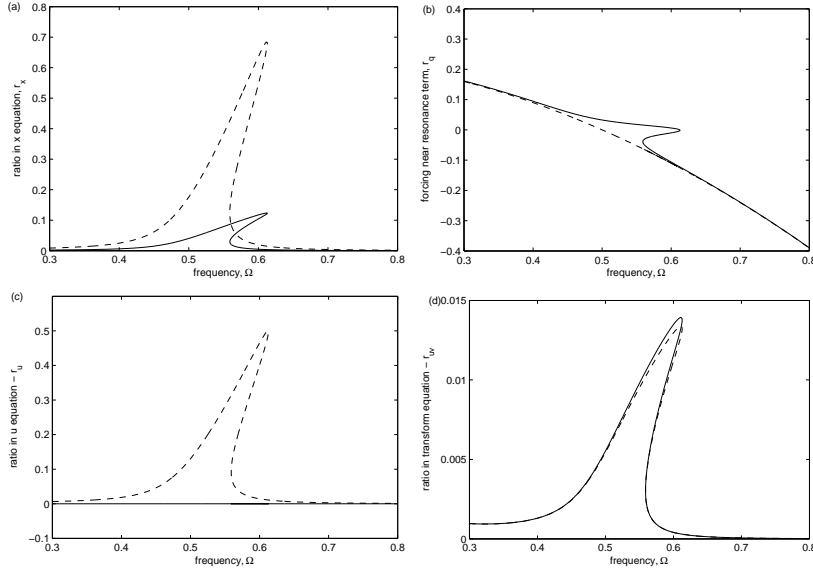 (a)
0.8
0.7
0.6
0.5
0.4
0.3
0.2
0.1
0
0.3 0.4 0.5 0.6 0.7 0.8
ratio in x equation, r_x
frequency, Ω
(b)
0.4
0.3
0.2
0.1
0
−0.1
−0.2
−0.3
−0.4
0.3 0.4 0.5 0.6 0.7 0.8
forcing near resonance term, r_q
frequency, Ω
(c)
0.5
0.4
0.3
0.2
0.1
0
−0.1
0.3 0.4 0.5 0.6 0.7 0.8
ratio in u equation − r_u
frequency, Ω
(d)
0.015
0.01
0.005
0
0.3 0.4 0.5 0.6 0.7 0.8
ratio in transform equation − r_uv
frequency, Ω